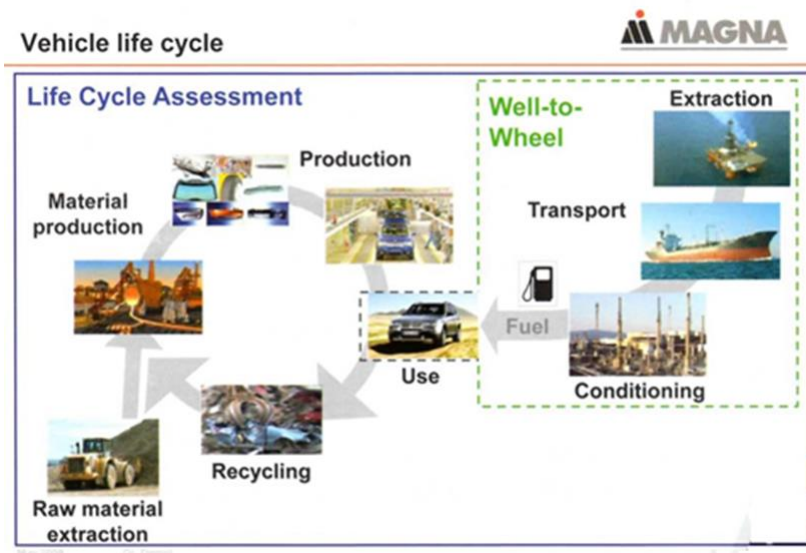 Vehicle life cycle
MAGNA
Life Cycle Assessment
Well-to-
Wheel
Extraction
Production
Material
production
Transport
Fuel
Use
Conditioning
Recycling
Raw material
extraction